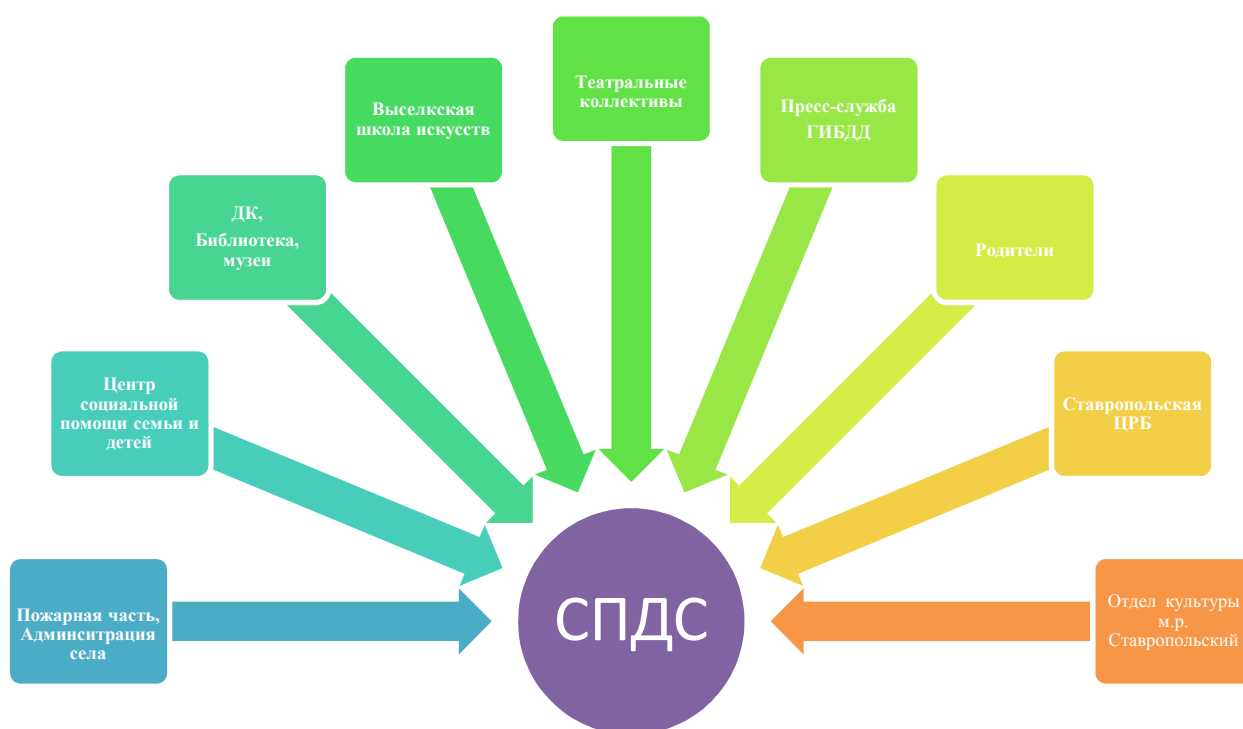 Театральные
коллективы
Выселкская
школа искусств
Пресс-служба
ГИБДД
ДК,
Библиотека,
музеи
Родители
Центр
социальной
помощи семьи и
детей
Ставропольская
ЦРБ
Пожарная часть,
Админситрация
села
СПДС
Отдел культуры
м.р.
Ставропольский